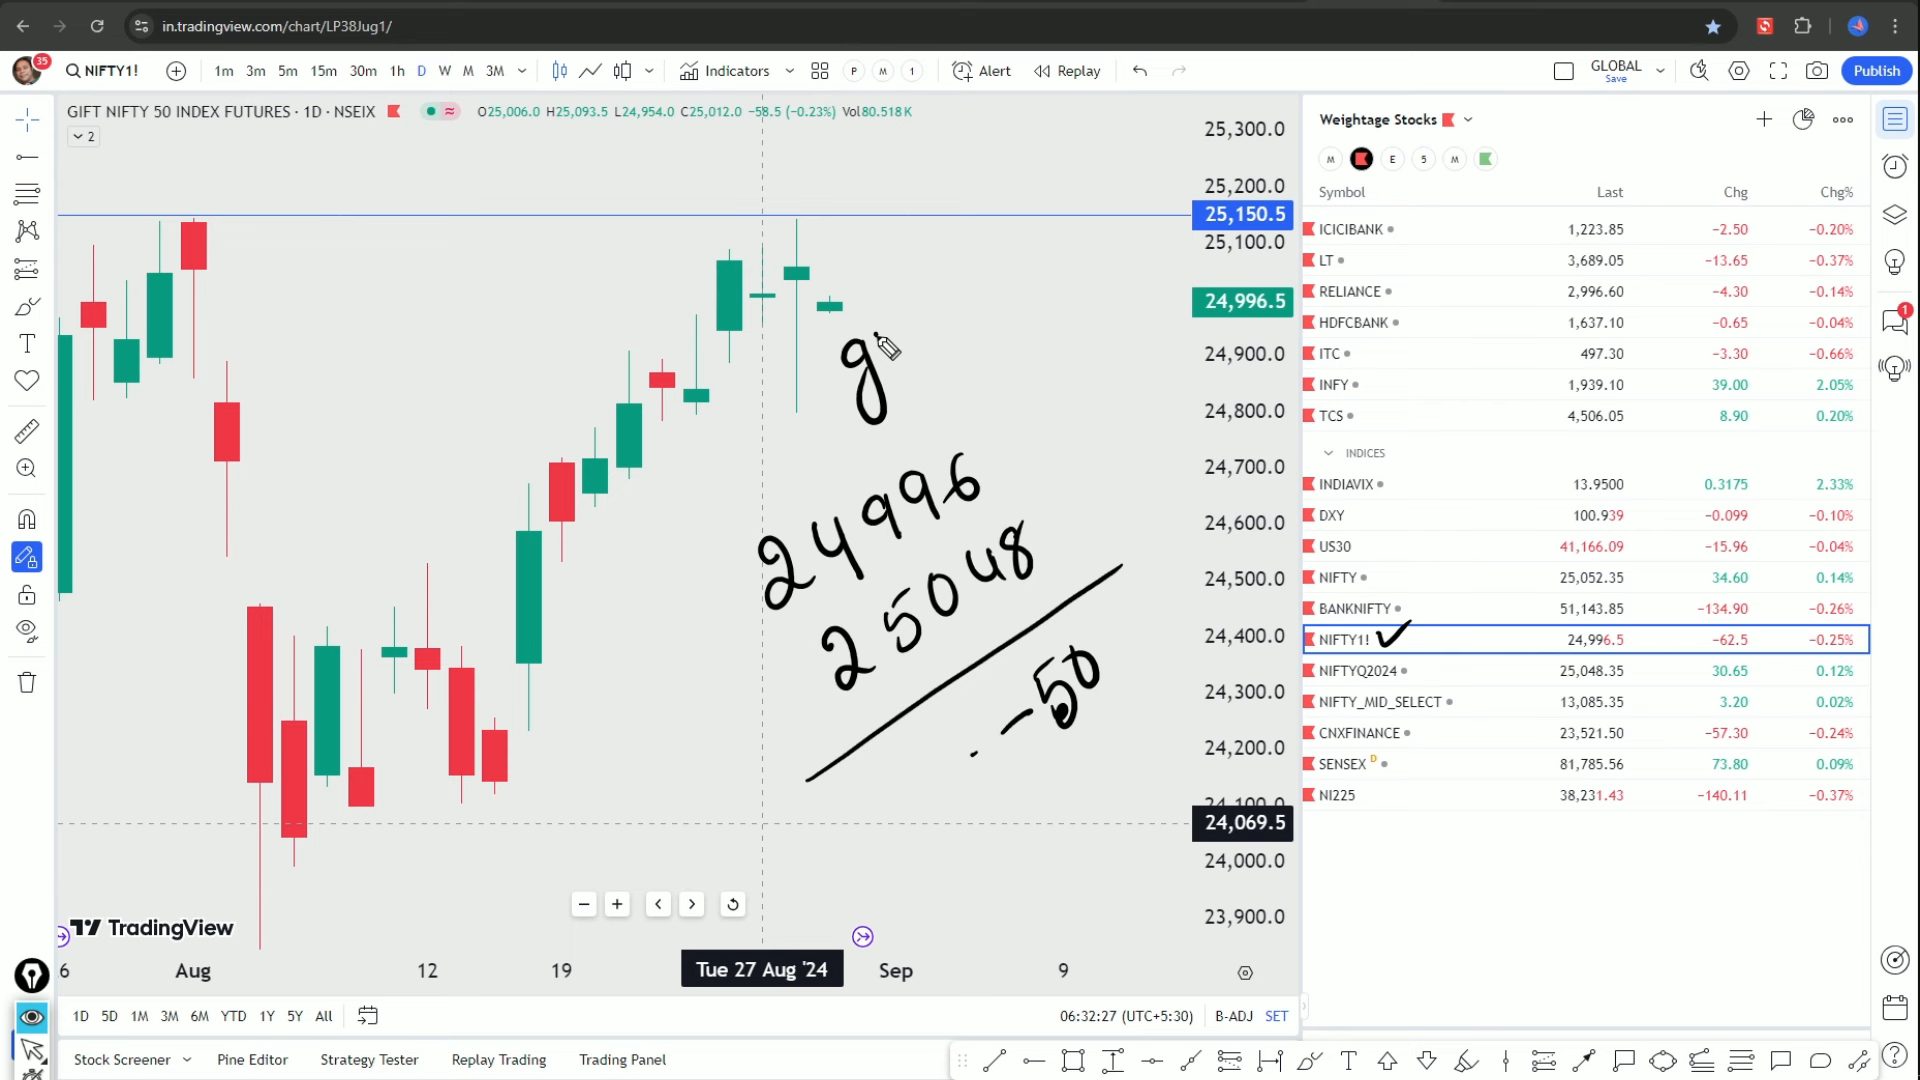 in.tradingview.com/chart/LP38Jug1/
35
NIFTY1!
1m 3m 5m 15m 30m 1h D W M 3M
Indicators
P M 1
Alert
Replay
GLOBAL
Save
Publish
GIFT NIFTY 50 INDEX FUTURES · 1D · NSEIX
O25,006.0 H25,093.5 L24,954.0 C25,012.0 −58.5 (−0.23%) Vol80.518K
2
25,300.0
25,200.0
25,150.5
25,100.0
24,996.5
24,900.0
24,800.0
24,700.0
24,600.0
24,500.0
24,400.0
24,300.0
24,200.0
24,100.0
24,069.5
24,000.0
23,900.0
g
24996
25048
-50
TradingView
6 Aug 12 19 Tue 27 Aug '24 Sep 9
1D 5D 1M 3M 6M YTD 1Y 5Y All
06:32:27 (UTC+5:30) B-ADJ SET
Stock Screener Pine Editor Strategy Tester Replay Trading Trading Panel
Weightage Stocks
M E 5 M
Symbol Last Chg Chg%
ICICIBANK 1,223.85 −2.50 −0.20%
LT 3,689.05 −13.65 −0.37%
RELIANCE 2,996.60 −4.30 −0.14%
HDFCBANK 1,637.10 −0.65 −0.04%
ITC 497.30 −3.30 −0.66%
INFY 1,939.10 39.00 2.05%
TCS 4,506.05 8.90 0.20%
INDICES
INDIAVIX 13.9500 0.3175 2.33%
DXY 100.939 −0.099 −0.10%
US30 41,166.09 −15.96 −0.04%
NIFTY 25,052.35 34.60 0.14%
BANKNIFTY 51,143.85 −134.90 −0.26%
NIFTY1! 24,996.5 −62.5 −0.25%
NIFTYQ2024 25,048.35 30.65 0.12%
NIFTY_MID_SELECT 13,085.35 3.20 0.02%
CNXFINANCE 23,521.50 −57.30 −0.24%
SENSEX D 81,785.56 73.80 0.09%
NI225 38,231.43 −140.11 −0.37%
1